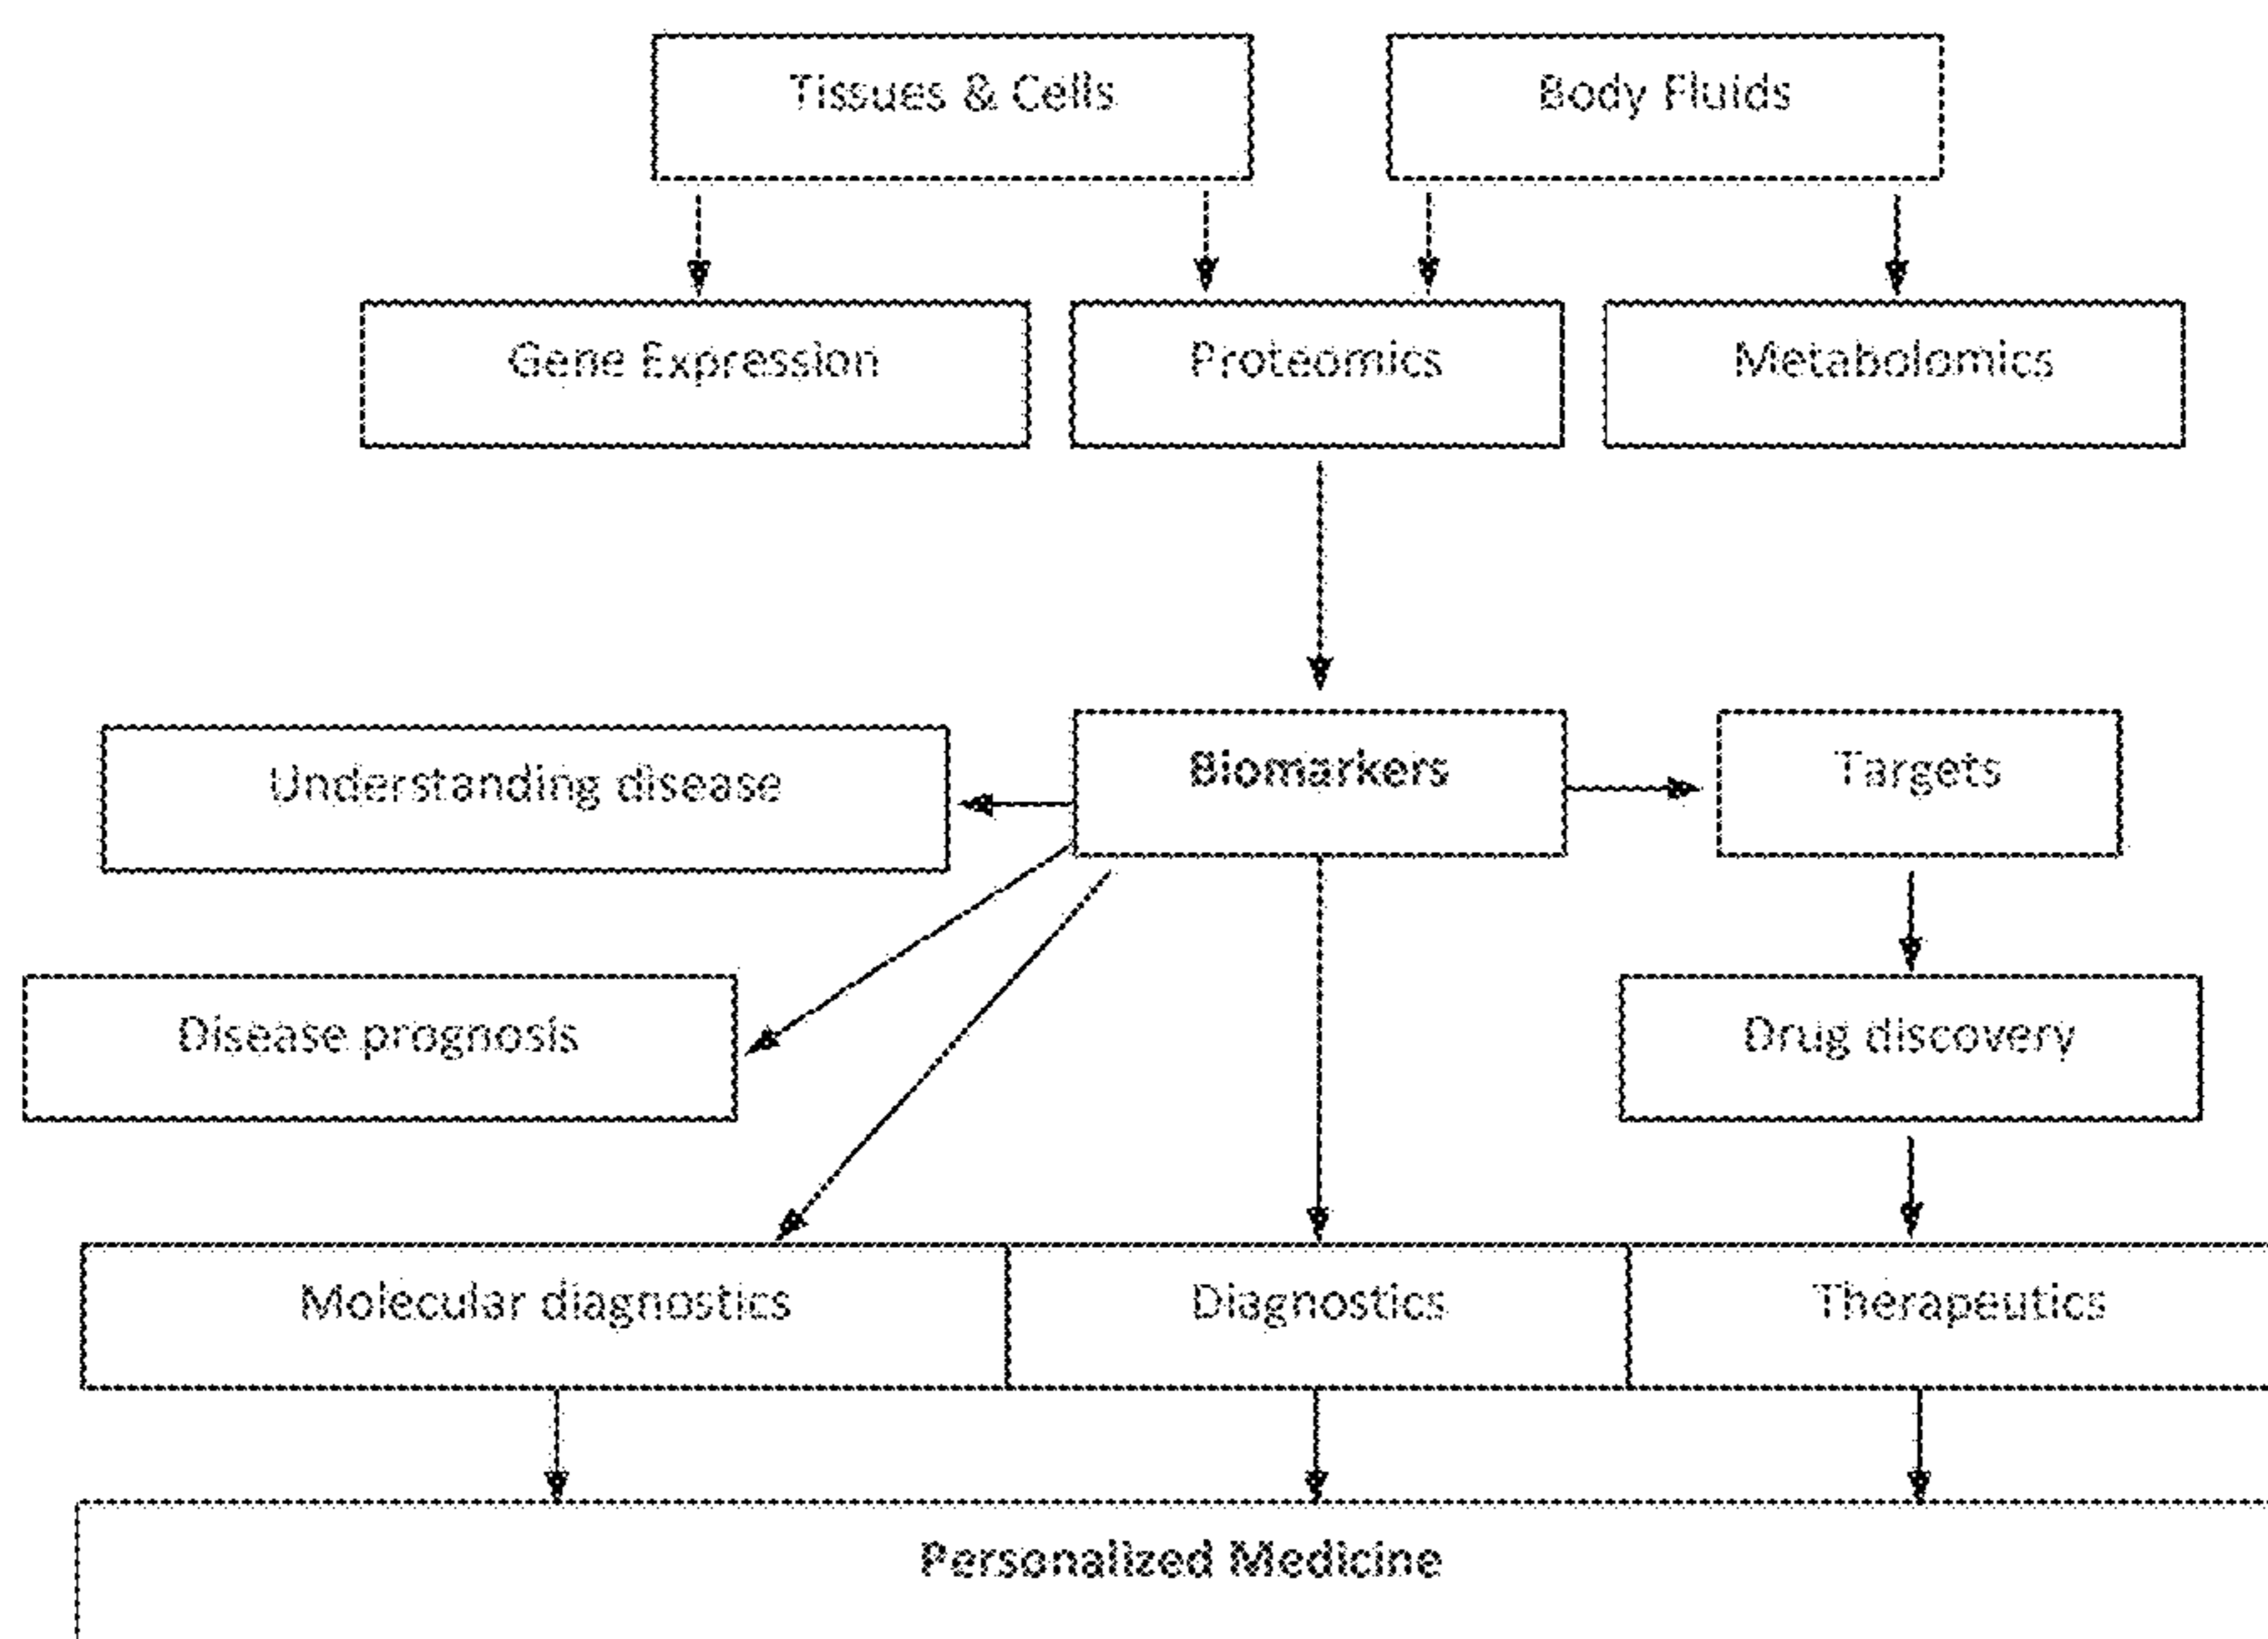 Tissues & Cells
Body Fluids
Gene Expression
Proteomics
Metabolomics
Understanding disease
Biomarkers
Targets
Disease prognosis
Drug discovery
Molecular diagnostics
Diagnostics
Therapeutics
Personalized Medicine